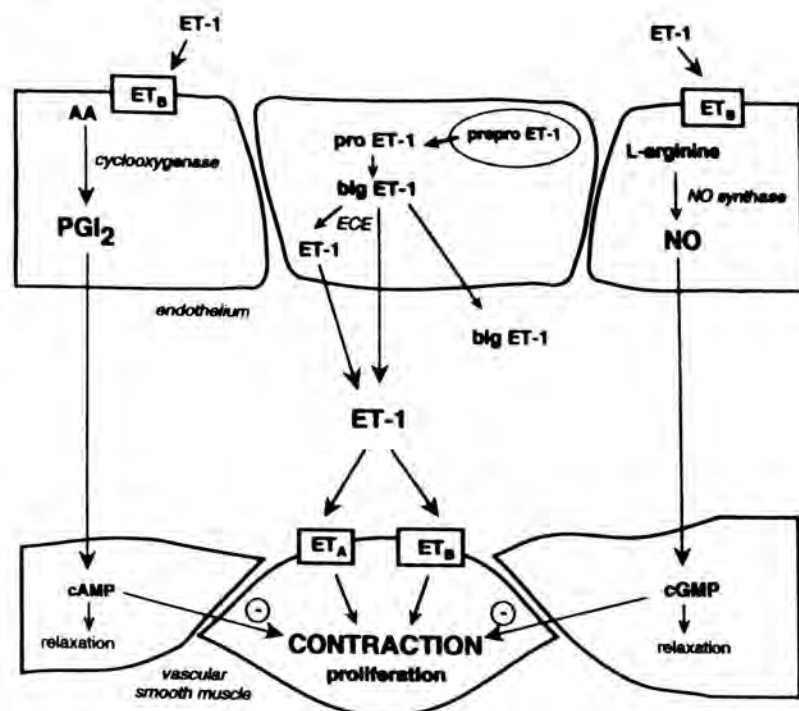 ET-1
ET-1
ETB
ETB
AA
cyclooxygenase
PGI2
pro ET-1
prepro ET-1
big ET-1
ECE
ET-1
L-arginine
NO synthase
NO
endothelium
big ET-1
ET-1
ETA
ETB
cAMP
cGMP
-
-
relaxation
CONTRACTION
relaxation
proliferation
vascular
smooth muscle